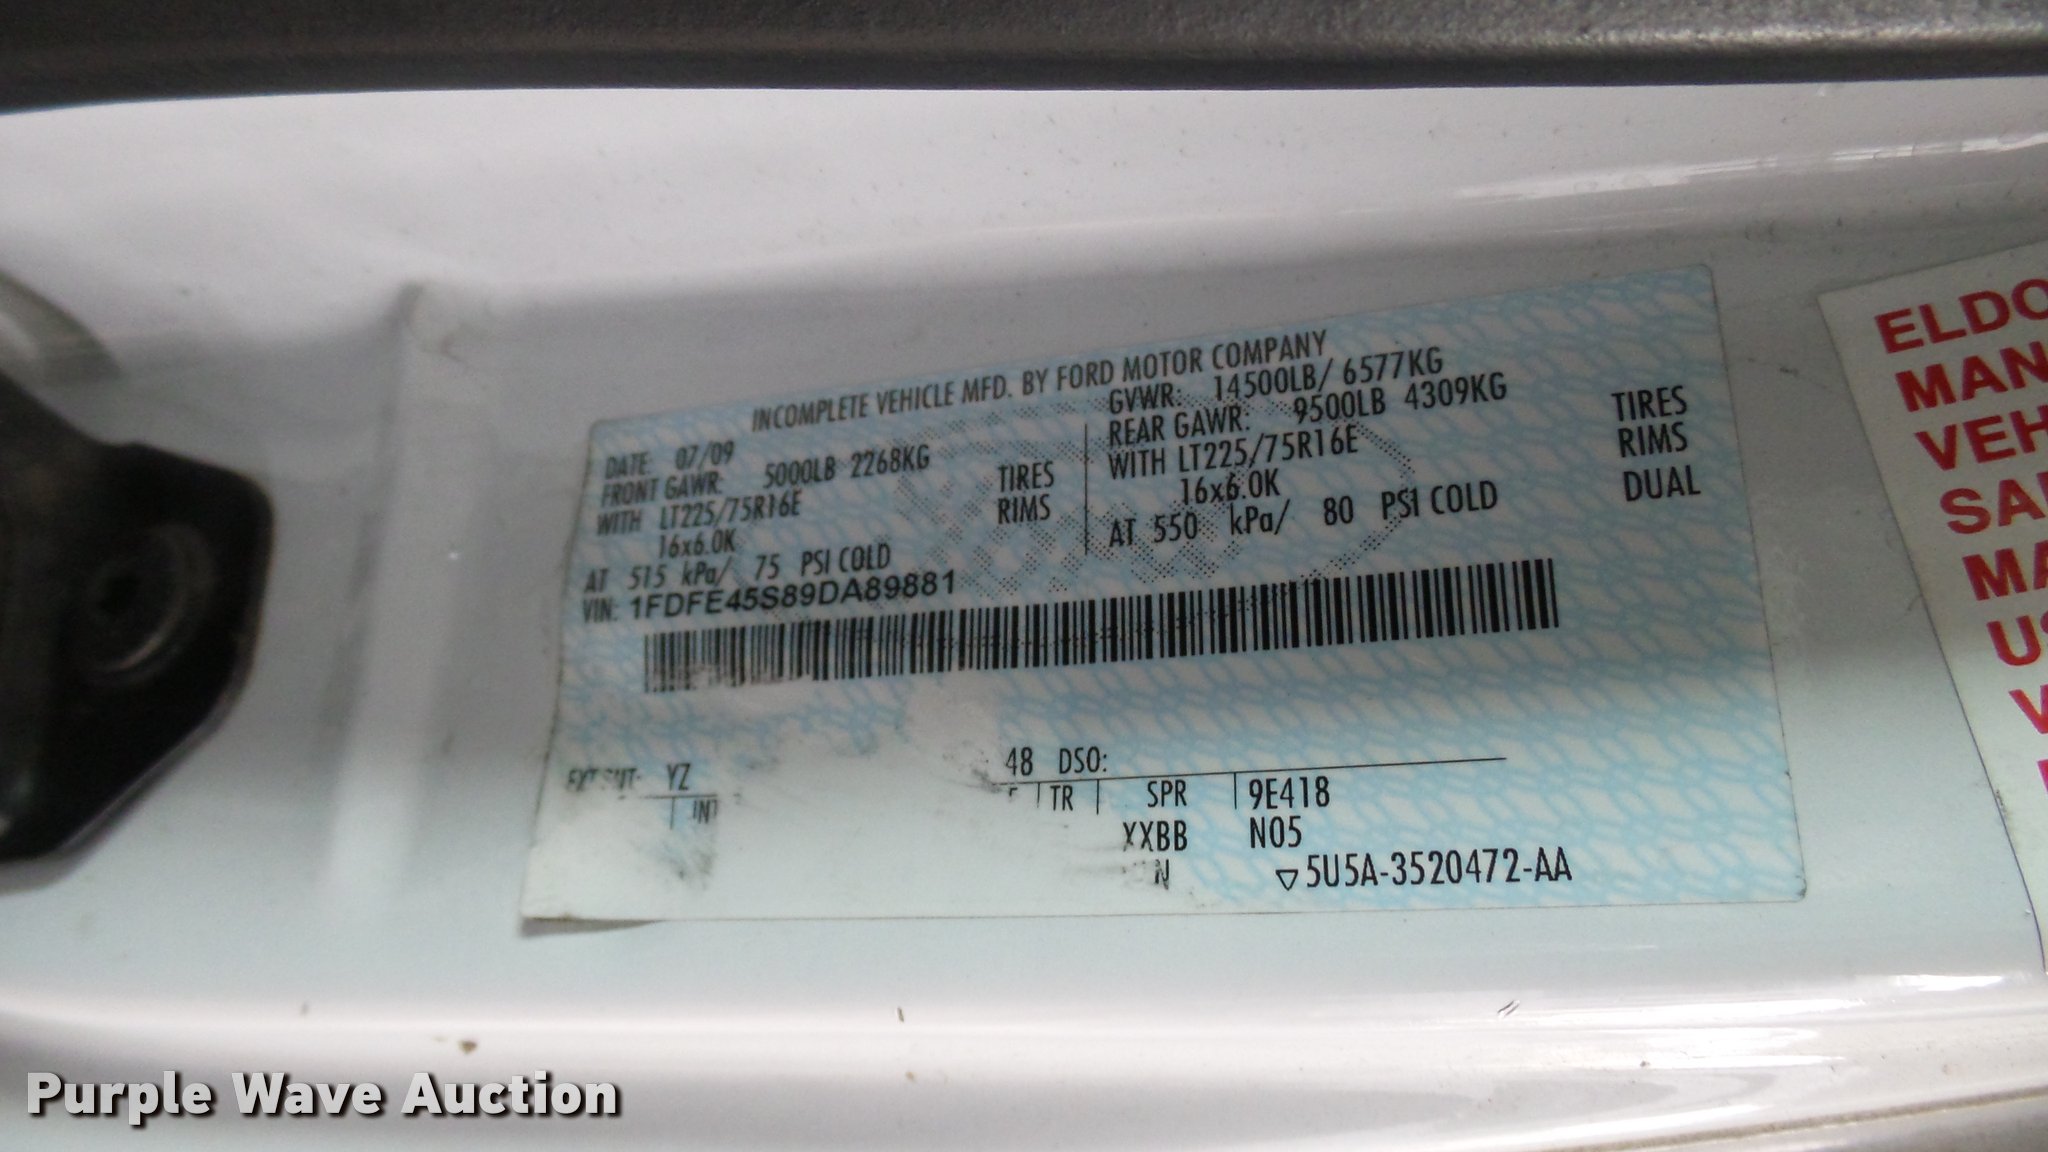 INCOMPLETE VEHICLE MFD. BY FORD MOTOR COMPANY
DATE: 07/09
FRONT GAWR: 5000LB 2268KG
WITH LT225/75R16E TIRES
16x6.0K RIMS
AT 515 kPa/ 75 PSI COLD
GVWR: 14500LB/ 6577KG
REAR GAWR: 9500LB 4309KG
WITH LT225/75R16E TIRES
16x6.0K RIMS
AT 550 kPa/ 80 PSI COLD DUAL
VIN: 1FDFE45S89DA89881
YZ 48 DSO:
INT TR SPR 9E418
XXBB N05
N ▽5U5A-3520472-AA
ELDO
MAN
VEH
SAI
MA
US
V
Purple Wave Auction